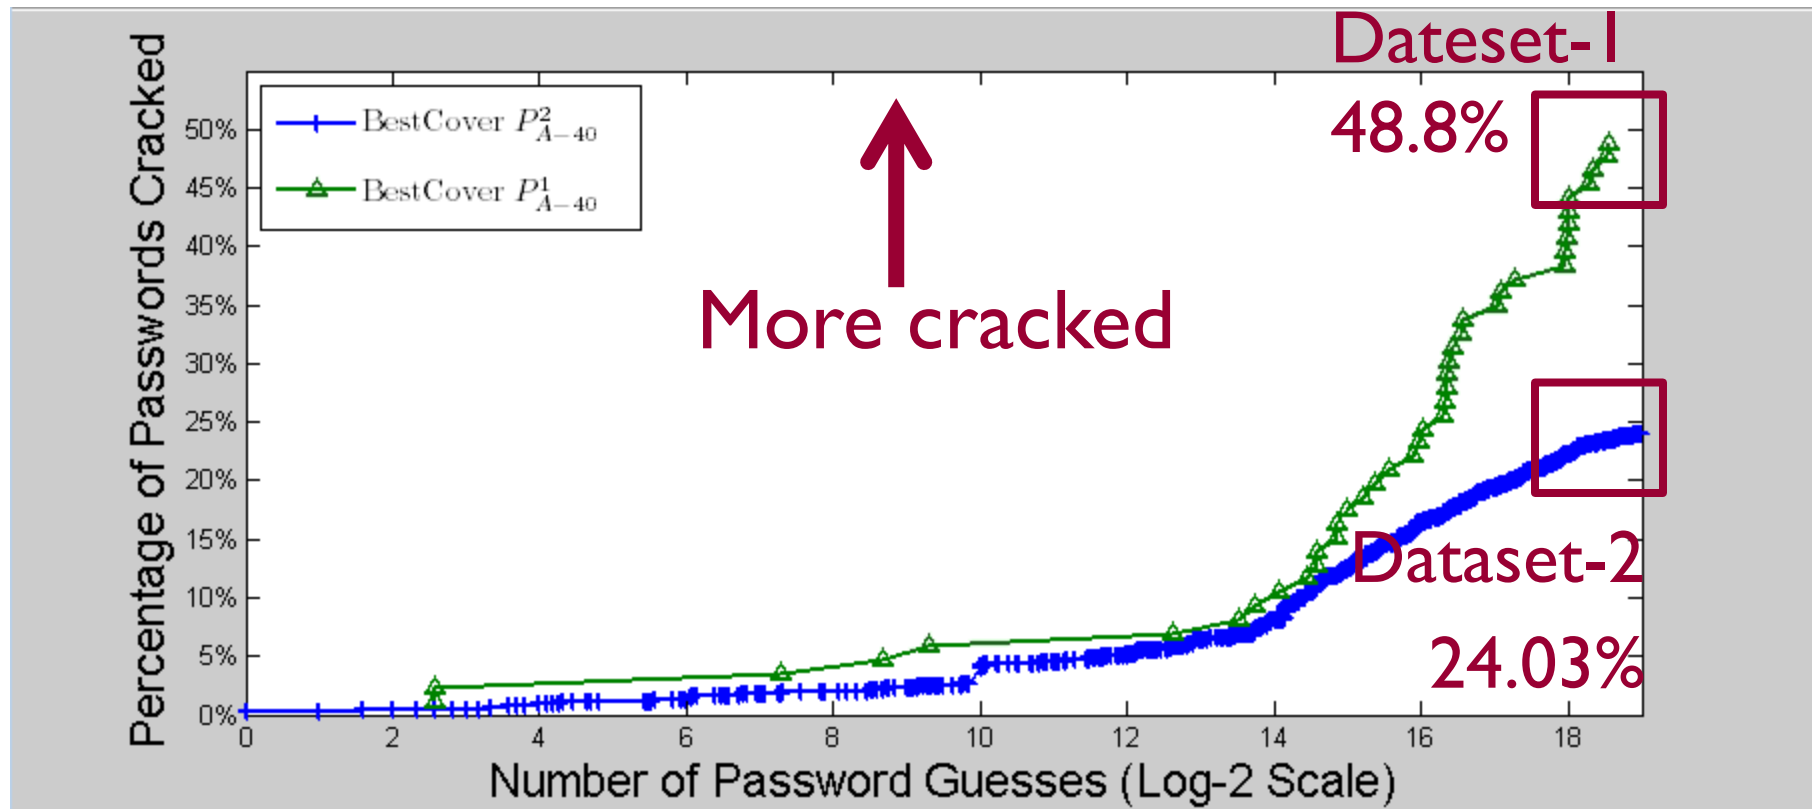 Dateset-1
48.8%
BestCover P²_{A−40}
BestCover P¹_{A−40}
More cracked
Dataset-2
24.03%
Percentage of Passwords Cracked
50%
45%
40%
35%
30%
25%
20%
15%
10%
5%
0%
0 2 4 6 8 10 12 14 16 18
Number of Password Guesses (Log-2 Scale)